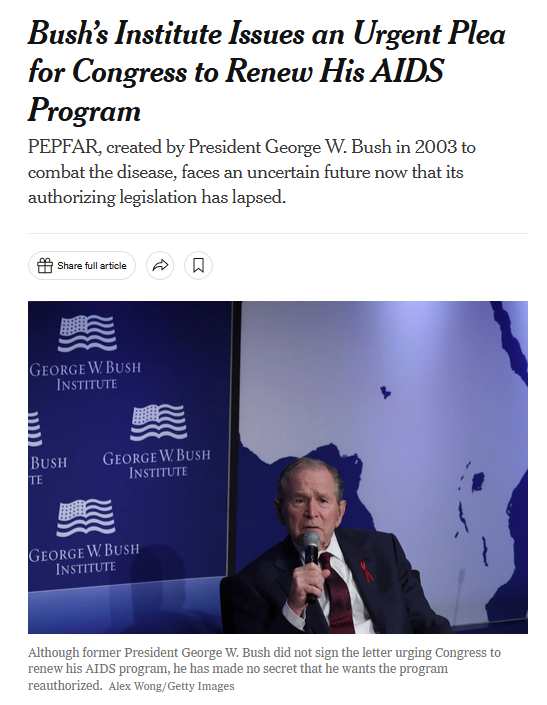 Bush's Institute Issues an Urgent Plea
for Congress to Renew His AIDS
Program
PEPFAR, created by President George W. Bush in 2003 to
combat the disease, faces an uncertain future now that its
authorizing legislation has lapsed.
Share full article
GEORGE W. BUSH
INSTITUTE
BUSH
TE
GEORGE W. BUSH
INSTITUTE
GEORGE W. BUSH
INSTITUTE
Although former President George W. Bush did not sign the letter urging Congress to
renew his AIDS program, he has made no secret that he wants the program
reauthorized. Alex Wong/Getty Images